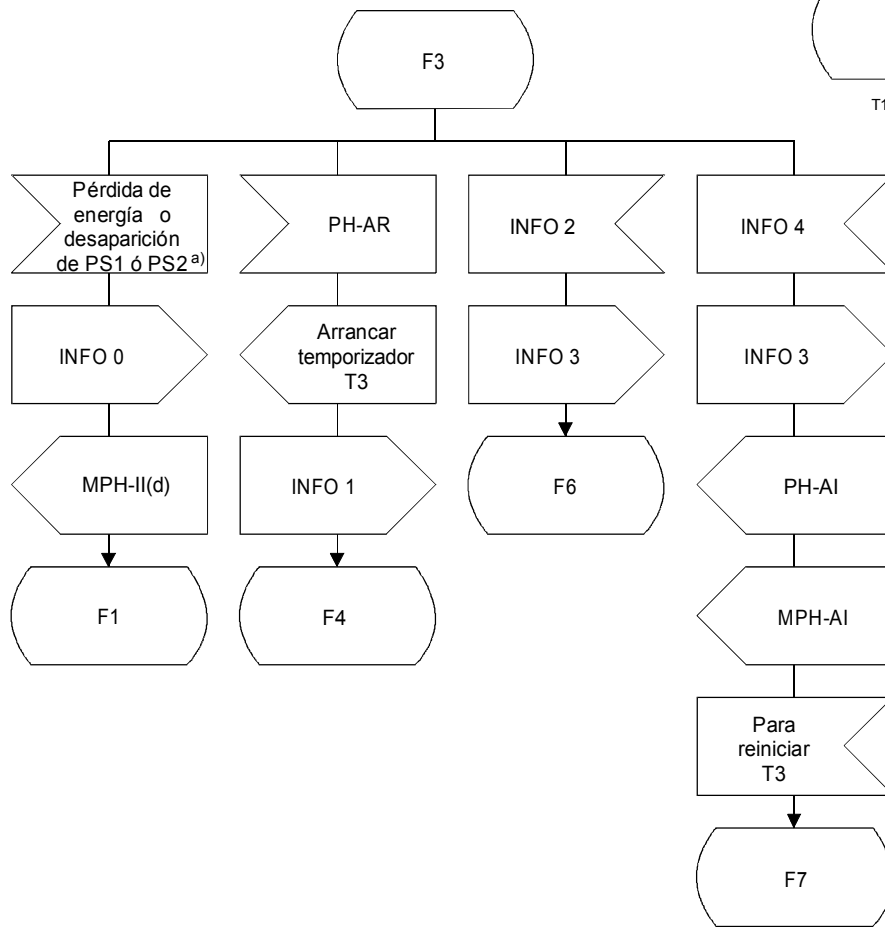 F3
T1
Pérdida de
energía o
desaparición
de PS1 ó PS2 a)
PH-AR
INFO 2
INFO 4
INFO 0
Arrancar
temporizador
T3
INFO 3
INFO 3
MPH-II(d)
INFO 1
F6
PH-AI
F1
F4
MPH-AI
Para
reiniciar
T3
F7